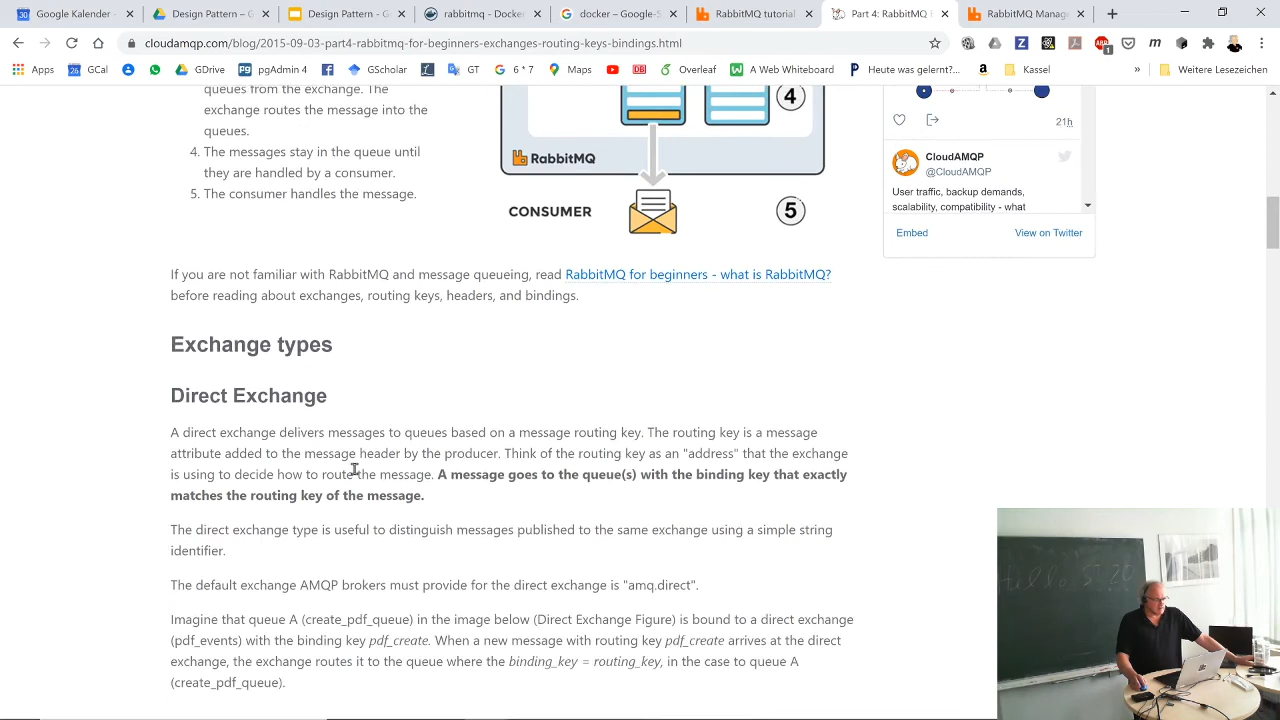 Google Kalender
Design Pattern
Design Pattern 4
rabbitmq - Docker
docker – Google-S
RabbitMQ tutorial
Part 4: RabbitMQ
RabbitMQ Manag
cloudamqp.com/blog/2015-09-03-part4-rabbitmq-for-beginners-exchanges-routing-keys-bindings.html
Apps GCal GDrive pgAdmin 4 GScholar GT 6 * 7 Maps Overleaf A Web Whiteboard Heute was gelernt?... Kassel » Weitere Lesezeichen
queues from the exchange. The
exchange routes the message into the
queues.
4. The messages stay in the queue until
they are handled by a consumer.
5. The consumer handles the message.
4
RabbitMQ
CONSUMER
5
21h
CloudAMQP
@CloudAMQP
User traffic, backup demands,
scalability, compatibility - what
Embed View on Twitter
If you are not familiar with RabbitMQ and message queueing, read RabbitMQ for beginners - what is RabbitMQ?
before reading about exchanges, routing keys, headers, and bindings.
Exchange types
Direct Exchange
A direct exchange delivers messages to queues based on a message routing key. The routing key is a message
attribute added to the message header by the producer. Think of the routing key as an "address" that the exchange
is using to decide how to route the message. A message goes to the queue(s) with the binding key that exactly
matches the routing key of the message.
The direct exchange type is useful to distinguish messages published to the same exchange using a simple string
identifier.
The default exchange AMQP brokers must provide for the direct exchange is "amq.direct".
Imagine that queue A (create_pdf_queue) in the image below (Direct Exchange Figure) is bound to a direct exchange
(pdf_events) with the binding key pdf_create. When a new message with routing key pdf_create arrives at the direct
exchange, the exchange routes it to the queue where the binding_key = routing_key, in the case to queue A
(create_pdf_queue).